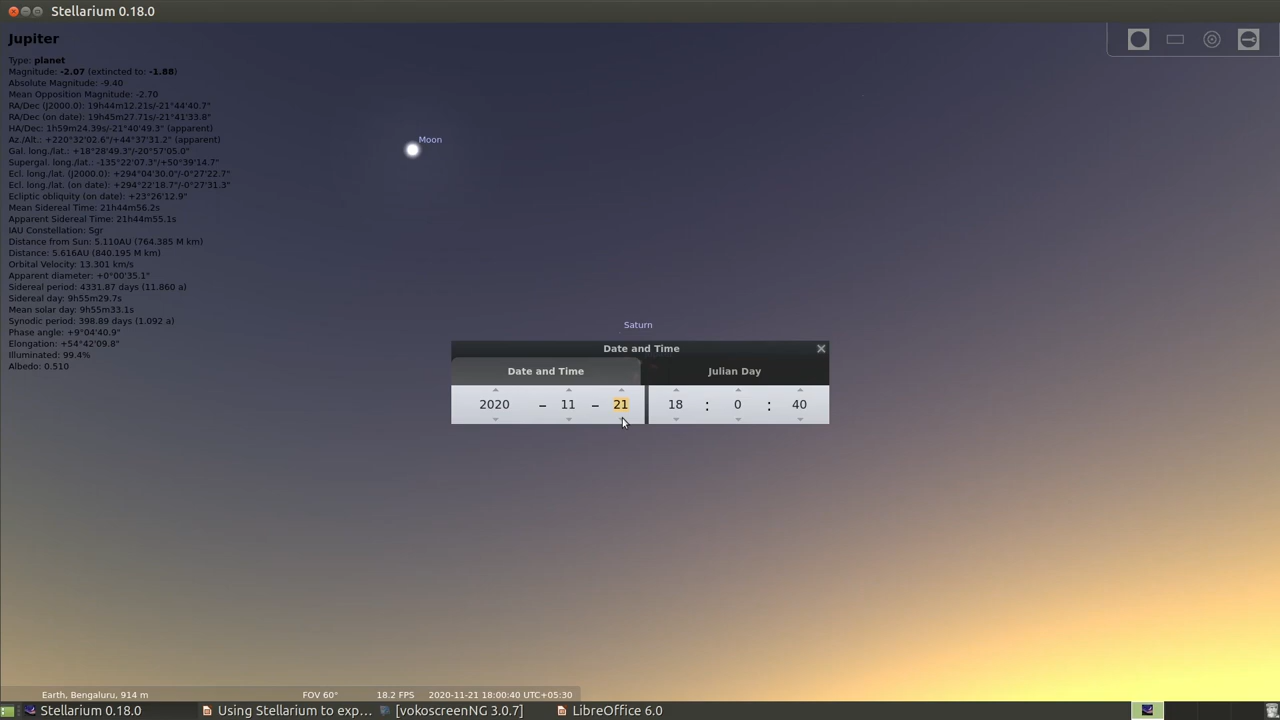 Stellarium 0.18.0
Jupiter
Type: planet
Magnitude: -2.07 (extincted to: -1.88)
Absolute Magnitude: -9.40
Mean Opposition Magnitude: -2.70
RA/Dec (J2000.0): 19h44m12.21s/-21°44'40.7"
RA/Dec (on date): 19h45m27.17s/-21°41'33.8"
HA/Dec: 1h59m24.39s/-21°40'49.3" (apparent)
Az./Alt.: +220°32'02.6"/+44°37'31.2" (apparent)
Gal. long./lat.: +18°28'49.3"/-20°57'05.0"
Supergal. long./lat.: -135°22'07.3"/+50°39'14.7"
Ecl. long./lat. (J2000.0): +294°04'30.0"/-0°27'22.7"
Ecl. long./lat. (on date): +294°22'18.7"/-0°27'31.3"
Ecliptic obliquity (on date): +23°26'12.9"
Mean Sidereal Time: 21h44m56.2s
Apparent Sidereal Time: 21h44m55.1s
IAU Constellation: Sgr
Distance from Sun: 5.110AU (764.385 M km)
Distance: 5.616AU (840.195 M km)
Orbital Velocity: 13.301 km/s
Apparent diameter: +0°00'35.1"
Sidereal period: 4331.87 days (11.860 a)
Sidereal day: 9h55m29.7s
Mean solar day: 9h55m33.1s
Synodic period: 398.89 days (1.092 a)
Phase angle: +9°04'40.9"
Elongation: +54°42'09.8"
Illuminated: 99.4%
Albedo: 0.510
Moon
Saturn
Date and Time
Date and Time Julian Day
2020 – 11 – 21 18 : 0 : 40
Earth, Bengaluru, 914 m FOV 60° 18.2 FPS 2020-11-21 18:00:40 UTC+05:30
Stellarium 0.18.0 Using Stellarium to exp... [vokoscreenNG 3.0.7] LibreOffice 6.0